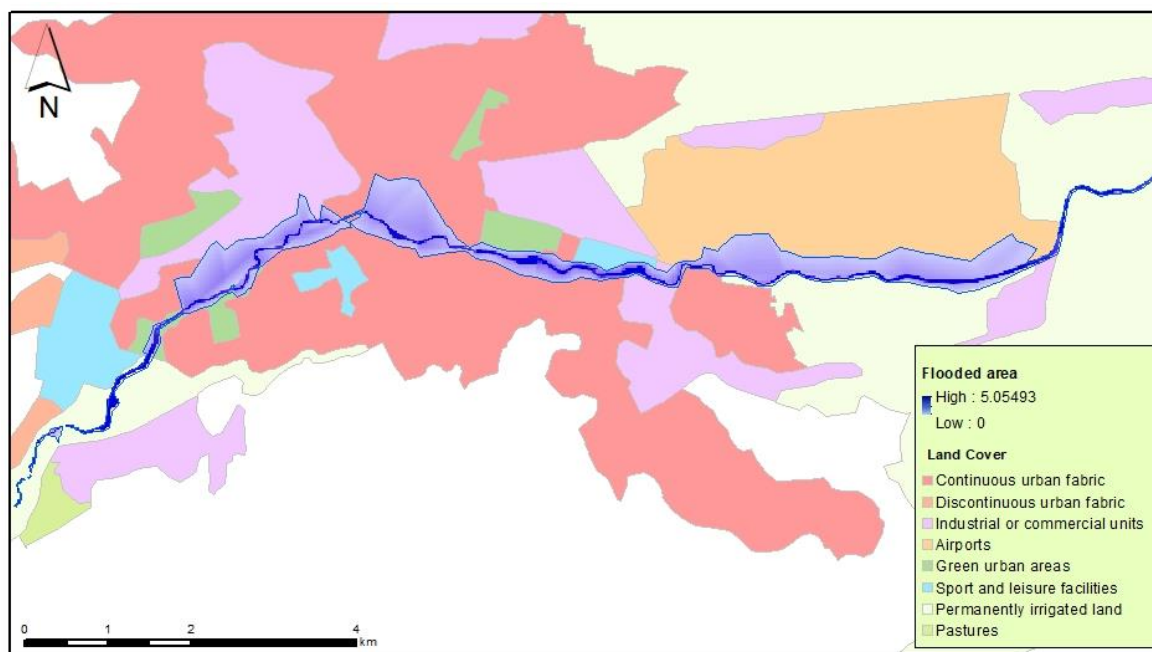 N
Flooded area
High : 5.05493
Low : 0
Land Cover
Continuous urban fabric
Discontinuous urban fabric
Industrial or commercial units
Airports
Green urban areas
Sport and leisure facilities
Permanently irrigated land
Pastures
0 1 2 4
km